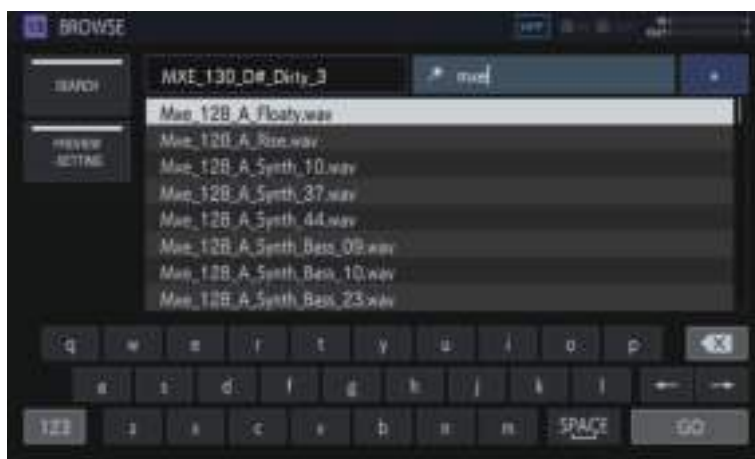 BROWSE
SEARCH
MXE_130_D#_Dirty_3
mxe
PREVIEW
SETTING
Mxe_128_A_Floaty.wav
Mxe_128_A_Rise.wav
Mxe_128_A_Synth_10.wav
Mxe_128_A_Synth_37.wav
Mxe_128_A_Synth_44.wav
Mxe_128_A_Synth_Bass_09.wav
Mxe_128_A_Synth_Bass_10.wav
Mxe_128_A_Synth_Bass_23.wav
q w e r t y u i o p
a s d f g h j k l
123 z x c v b n m SPACE GO